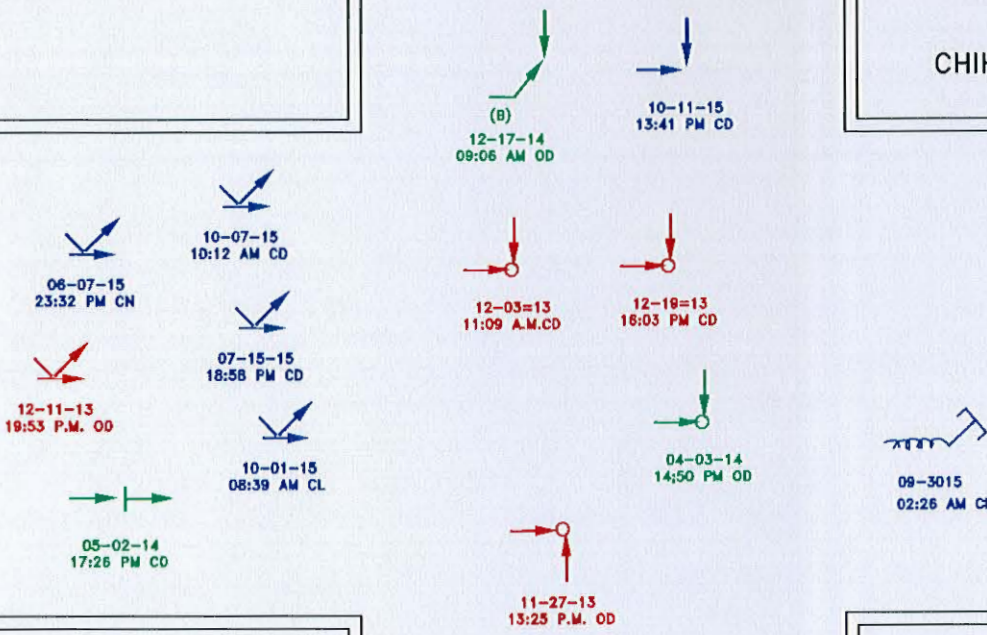 CHIH
(B)
12-17-14
09:06 AM OD
10-11-15
13:41 PM CD
10-07-15
10:12 AM CD
06-07-15
23:32 PM CN
12-03=13
11:09 A.M.CD
12-19=13
16:03 PM CD
07-15-15
18:58 PM CD
12-11-13
19:53 P.M. OD
10-01-15
08:39 AM CL
04-03-14
14;50 PM OD
09-3015
02:26 AM
05-02-14
17:26 PM CD
11-27-13
13:25 P.M. OD